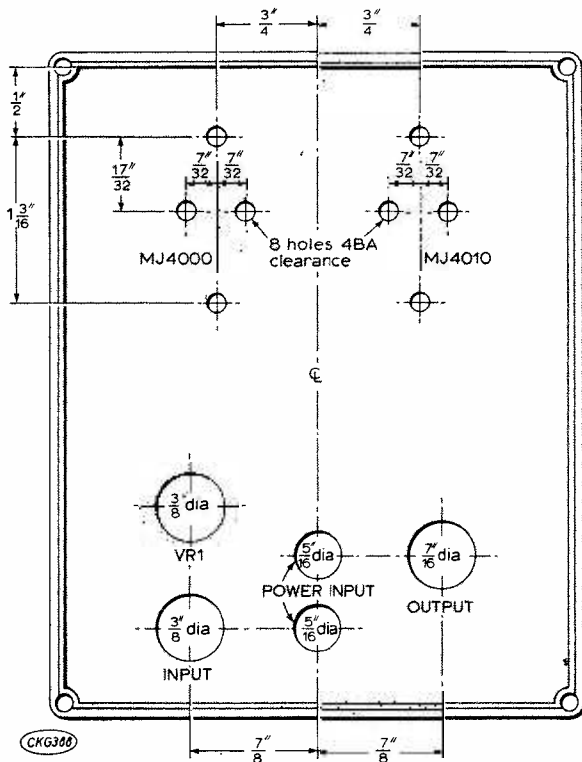 3/4" 3/4"
1/2"
17/32" 7/32" 7/32" 7/32" 7/32"
1 3/16"
8 holes 4BA
clearance
MJ4000 MJ4010
℄
3/8" dia
VR1
5/16" dia 7/16" dia
POWER INPUT
OUTPUT
3/8" dia 5/16" dia
INPUT
7/8" 7/8"
CKG366